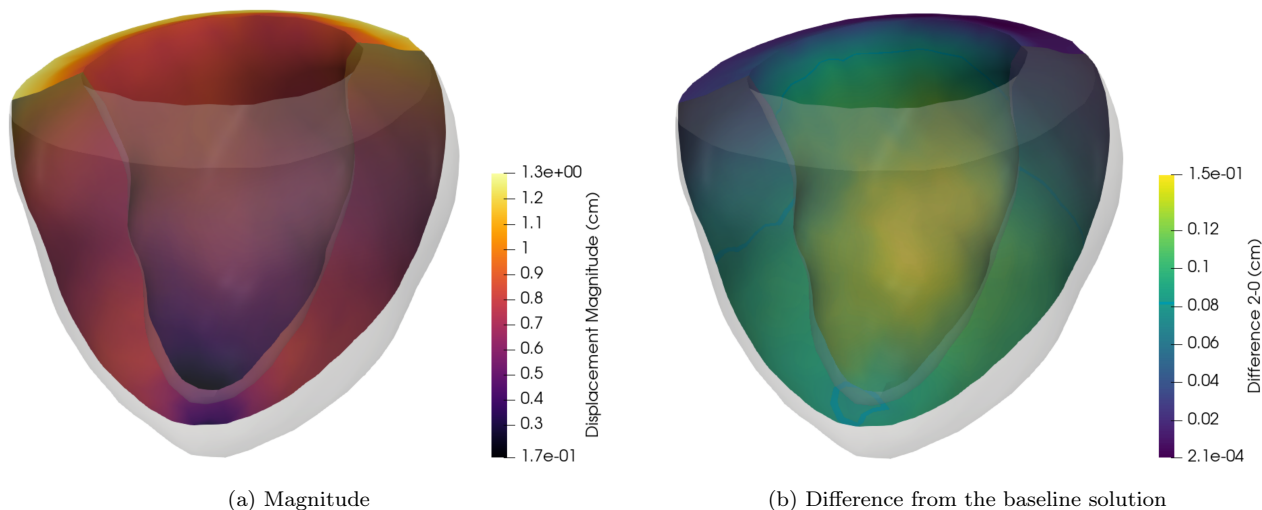 1.3e+00
1.2
1.1
1
0.9
0.8
0.7
0.6
0.5
0.4
0.3
1.7e-01
Displacement Magnitude (cm)
1.5e-01
0.12
0.1
0.08
0.06
0.04
0.02
2.1e-04
Difference 2-0 (cm)
(a) Magnitude
(b) Difference from the baseline solution